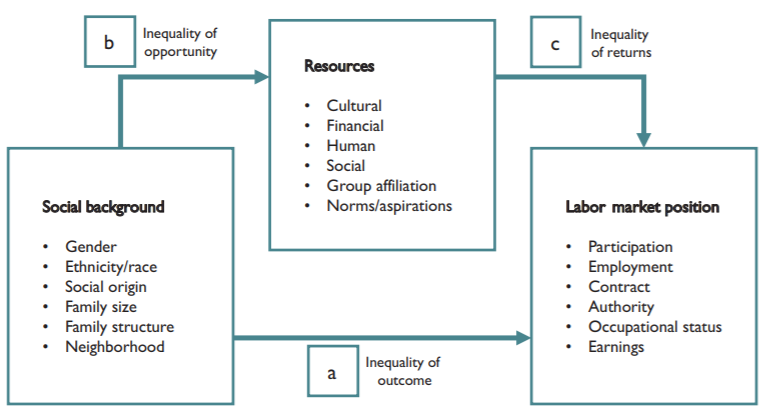 b
Inequality of
opportunity
Resources
• Cultural
• Financial
• Human
• Social
• Group affiliation
• Norms/aspirations
c
Inequality
of returns
Social background
• Gender
• Ethnicity/race
• Social origin
• Family size
• Family structure
• Neighborhood
a
Inequality of
outcome
Labor market position
• Participation
• Employment
• Contract
• Authority
• Occupational status
• Earnings